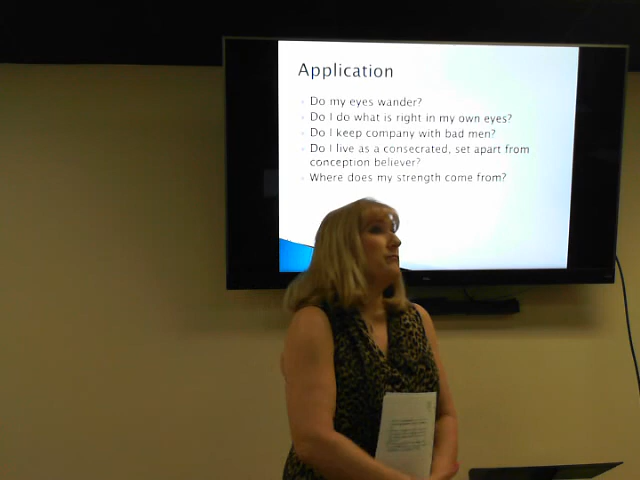 Application
Do my eyes wander?
Do I do what is right in my own eyes?
Do I keep company with bad men?
Do I live as a consecrated, set apart from
conception believer?
Where does my strength come from?